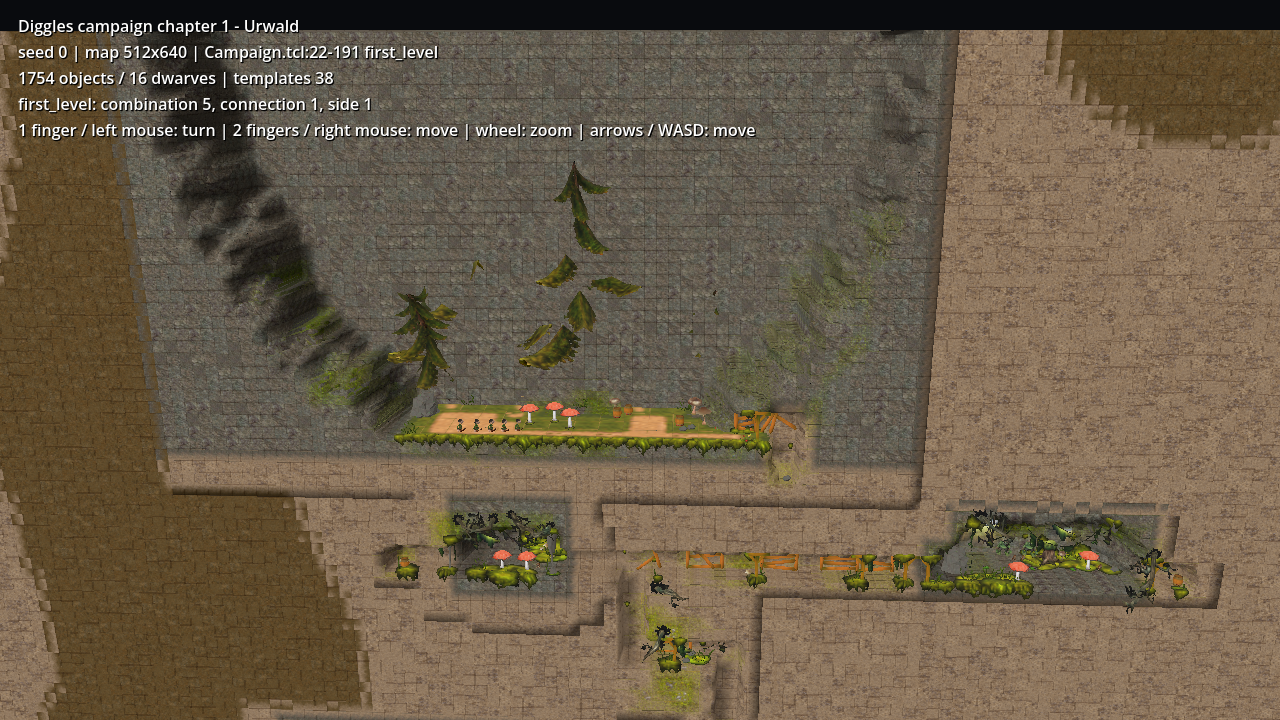 Diggles campaign chapter 1 - Urwald
seed 0 | map 512x640 | Campaign.tcl:22-191 first_level
1754 objects / 16 dwarves | templates 38
first_level: combination 5, connection 1, side 1
1 finger / left mouse: turn | 2 fingers / right mouse: move | wheel: zoom | arrows / WASD: move